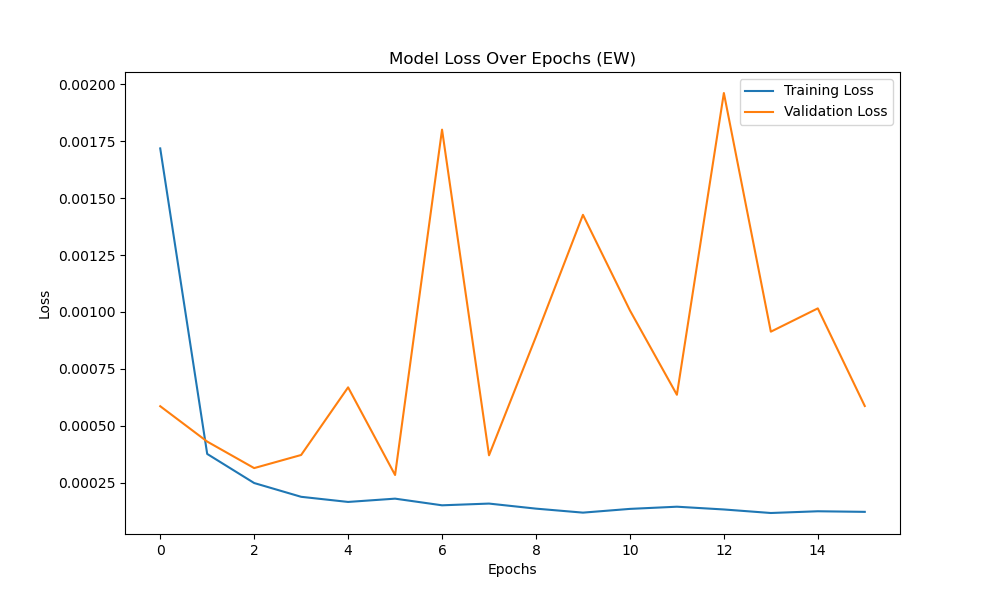 Model Loss Over Epochs (EW)
Training Loss
Validation Loss
0.00200
0.00175
0.00150
0.00125
0.00100
0.00075
0.00050
0.00025
Loss
0 2 4 6 8 10 12 14
Epochs